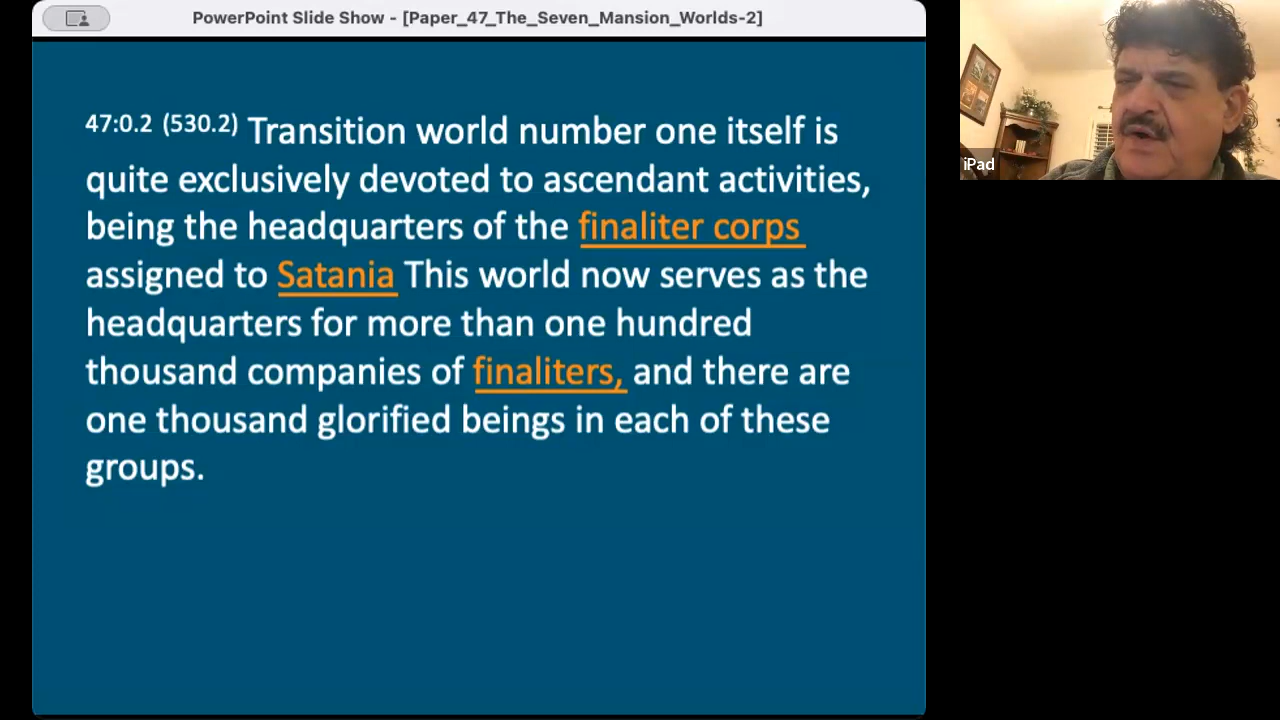 PowerPoint Slide Show - [Paper_47_The_Seven_Mansion_Worlds-2]
47:0.2 (530.2) Transition world number one itself is
quite exclusively devoted to ascendant activities,
being the headquarters of the finaliter corps
assigned to Satania This world now serves as the
headquarters for more than one hundred
thousand companies of finaliters, and there are
one thousand glorified beings in each of these
groups.
iPad